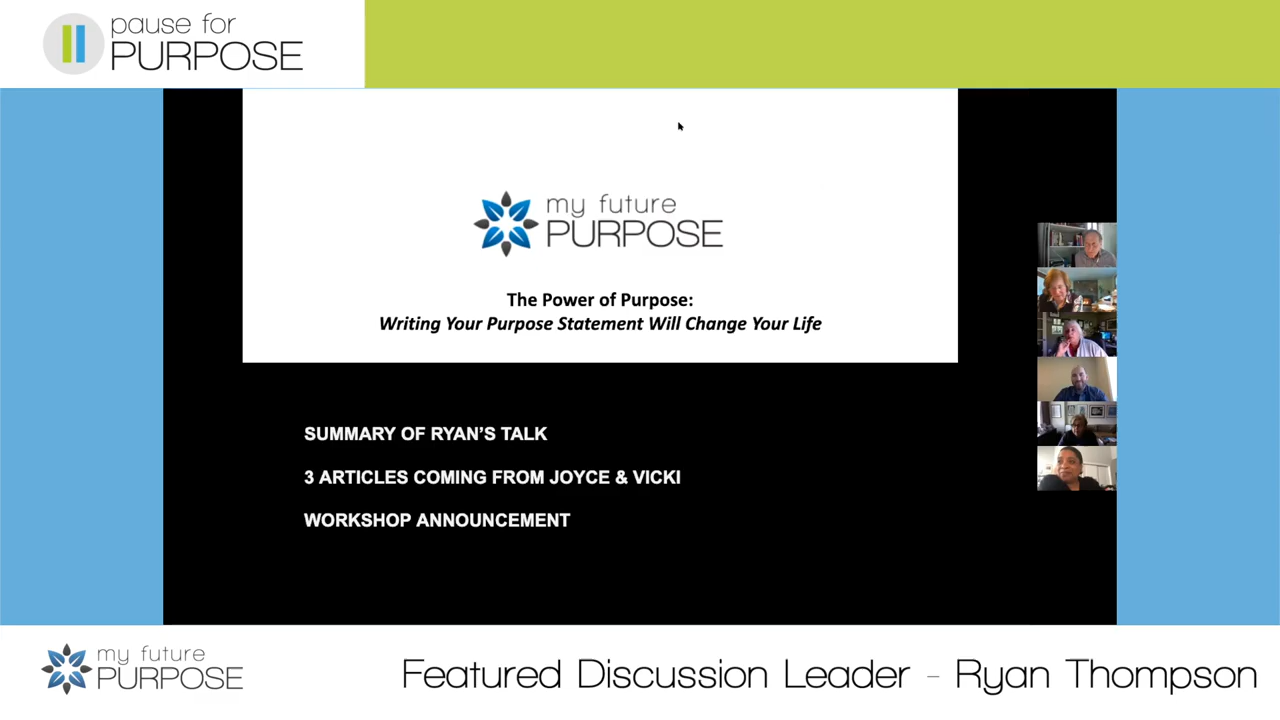 pause for
PURPOSE
my future
PURPOSE
The Power of Purpose:
Writing Your Purpose Statement Will Change Your Life
SUMMARY OF RYAN'S TALK
3 ARTICLES COMING FROM JOYCE & VICKI
WORKSHOP ANNOUNCEMENT
my future
PURPOSE
Featured Discussion Leader - Ryan Thompson